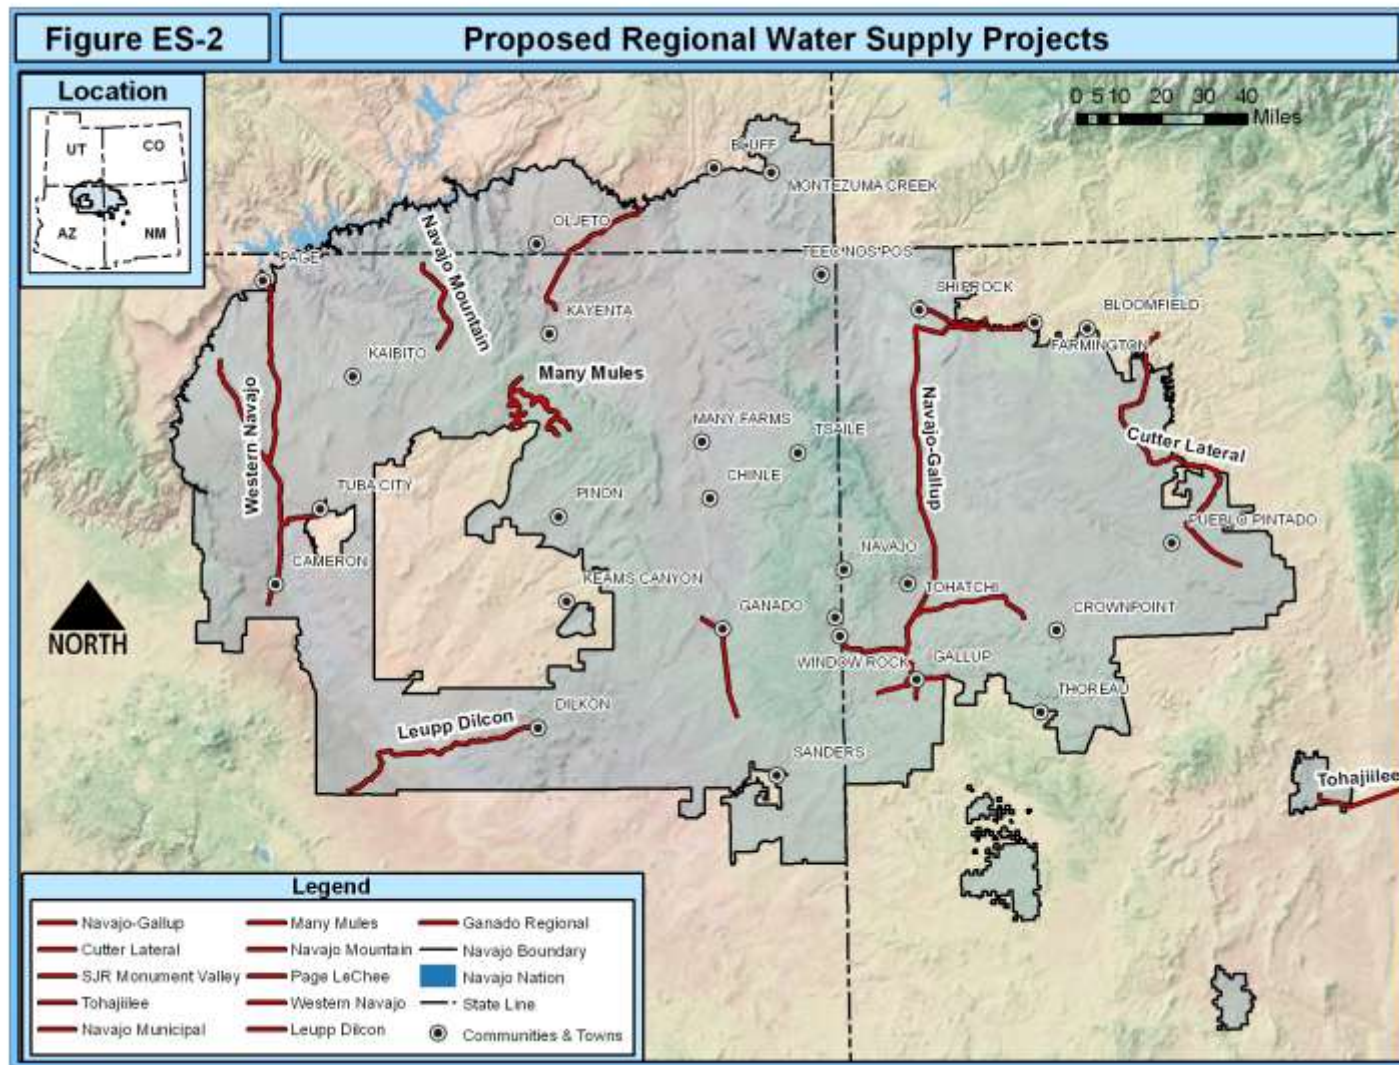 Figure ES-2
Proposed Regional Water Supply Projects
Location
UT
CO
AZ
NM
0 5 10 20 30 40
Miles
BLUFF
MONTEZUMA CREEK
OLJETO
Navajo Mountain
PAGE
TEEC NOS POS
SHIPROCK
BLOOMFIELD
KAYENTA
FARMINGTON
KAIBITO
Many Mules
Western Navajo
MANY FARMS
TSAILE
Navajo-Gallup
Cutter Lateral
CHINLE
TUBA CITY
PINON
PUEBLO PINTADO
CAMERON
NAVAJO
KEAMS CANYON
TOHATCHI
GANADO
CROWNPOINT
NORTH
WINDOW ROCK
GALLUP
THOREAU
DILKON
Leupp Dilcon
SANDERS
Tohajiilee
Legend
Navajo-Gallup
Cutter Lateral
SJR Monument Valley
Tohajiilee
Navajo Municipal
Many Mules
Navajo Mountain
Page LeChee
Western Navajo
Leupp Dilcon
Ganado Regional
Navajo Boundary
Navajo Nation
State Line
Communities & Towns